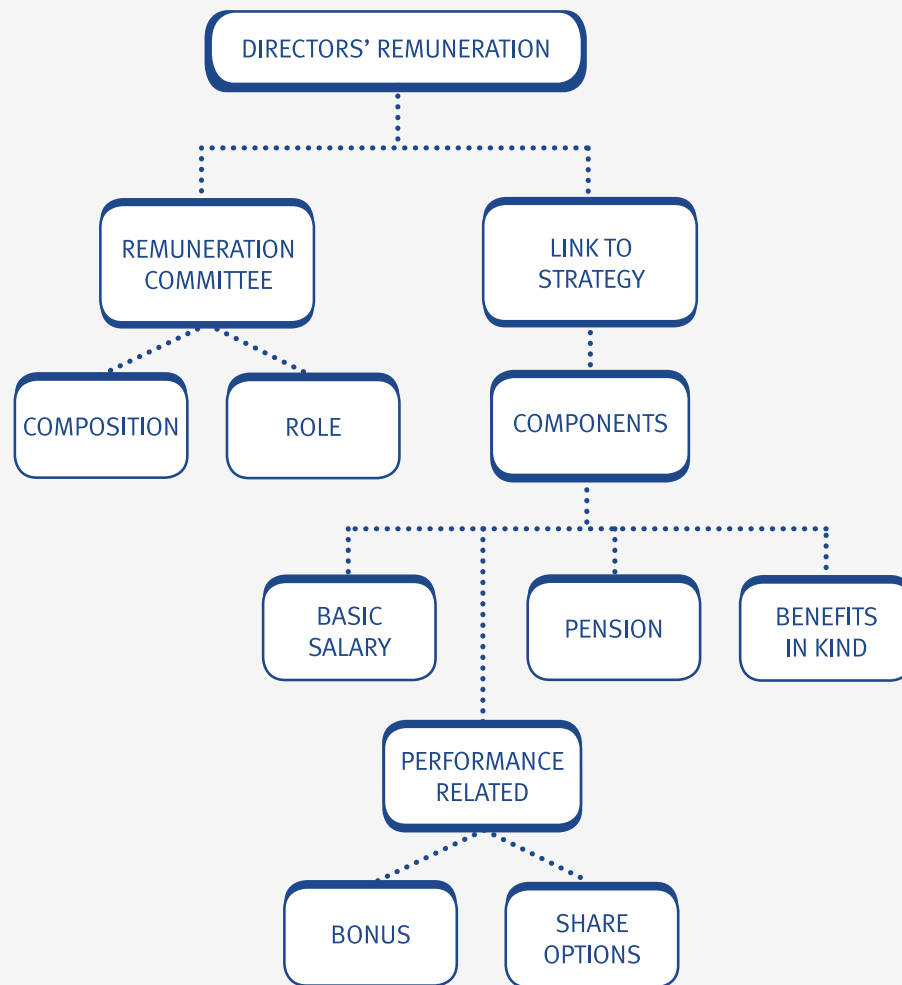 DIRECTORS’ REMUNERATION
REMUNERATION
COMMITTEE
LINK TO
STRATEGY
COMPOSITION
ROLE
COMPONENTS
BASIC
SALARY
PENSION
BENEFITS
IN KIND
PERFORMANCE
RELATED
BONUS
SHARE
OPTIONS